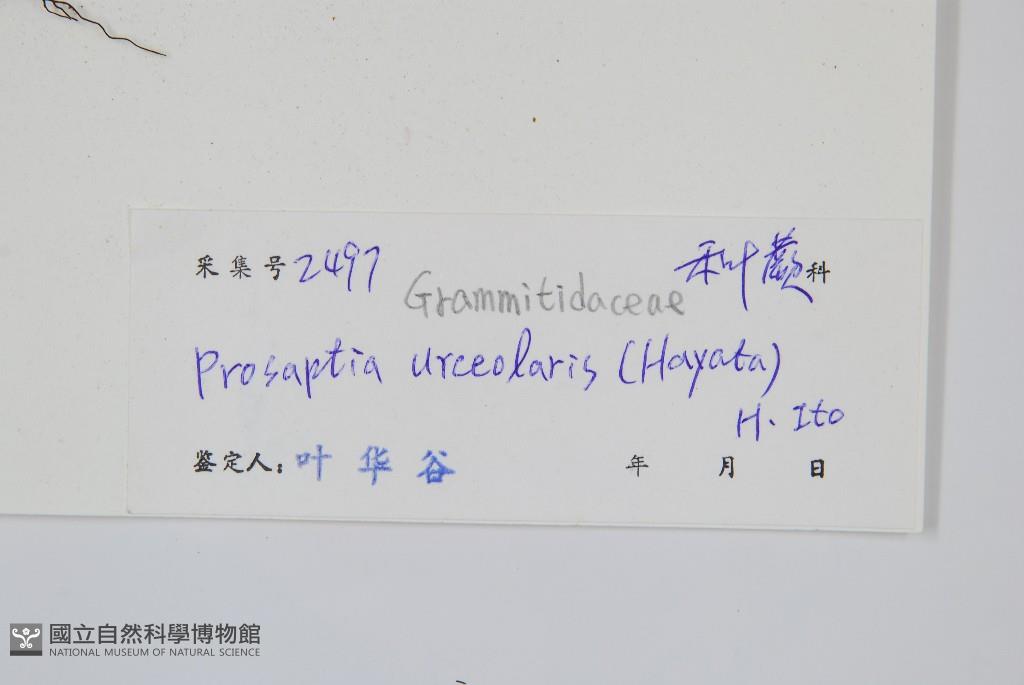 采集号 2497 禾叶蕨科
Grammitidaceae
Prosaptia urceolaris (Hayata)
H. Ito
鉴定人：叶华谷 年 月 日
國立自然科學博物館
NATIONAL MUSEUM OF NATURAL SCIENCE